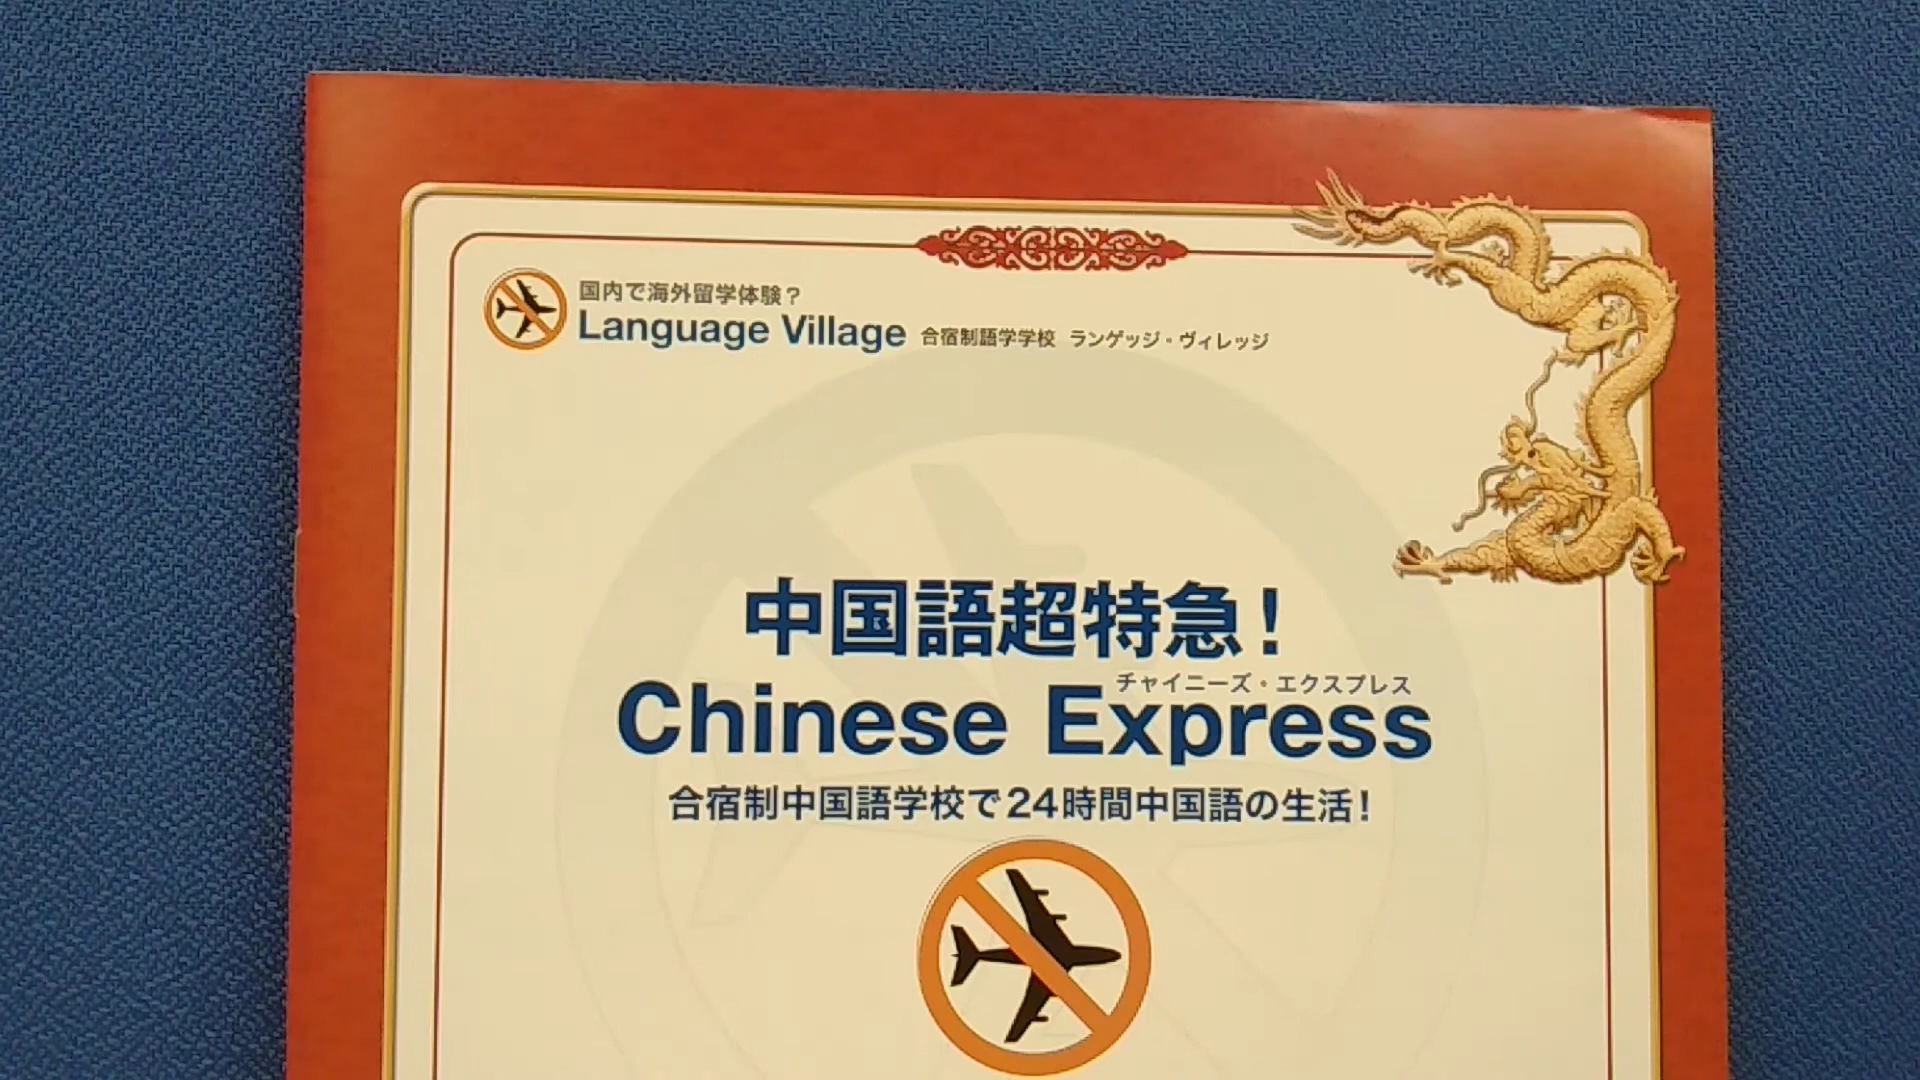 国内で海外留学体験？
Language Village 合宿制語学学校 ランゲッジ・ヴィレッジ
中国語超特急！
チャイニーズ・エクスプレス
Chinese Express
合宿制中国語学校で24時間中国語の生活！